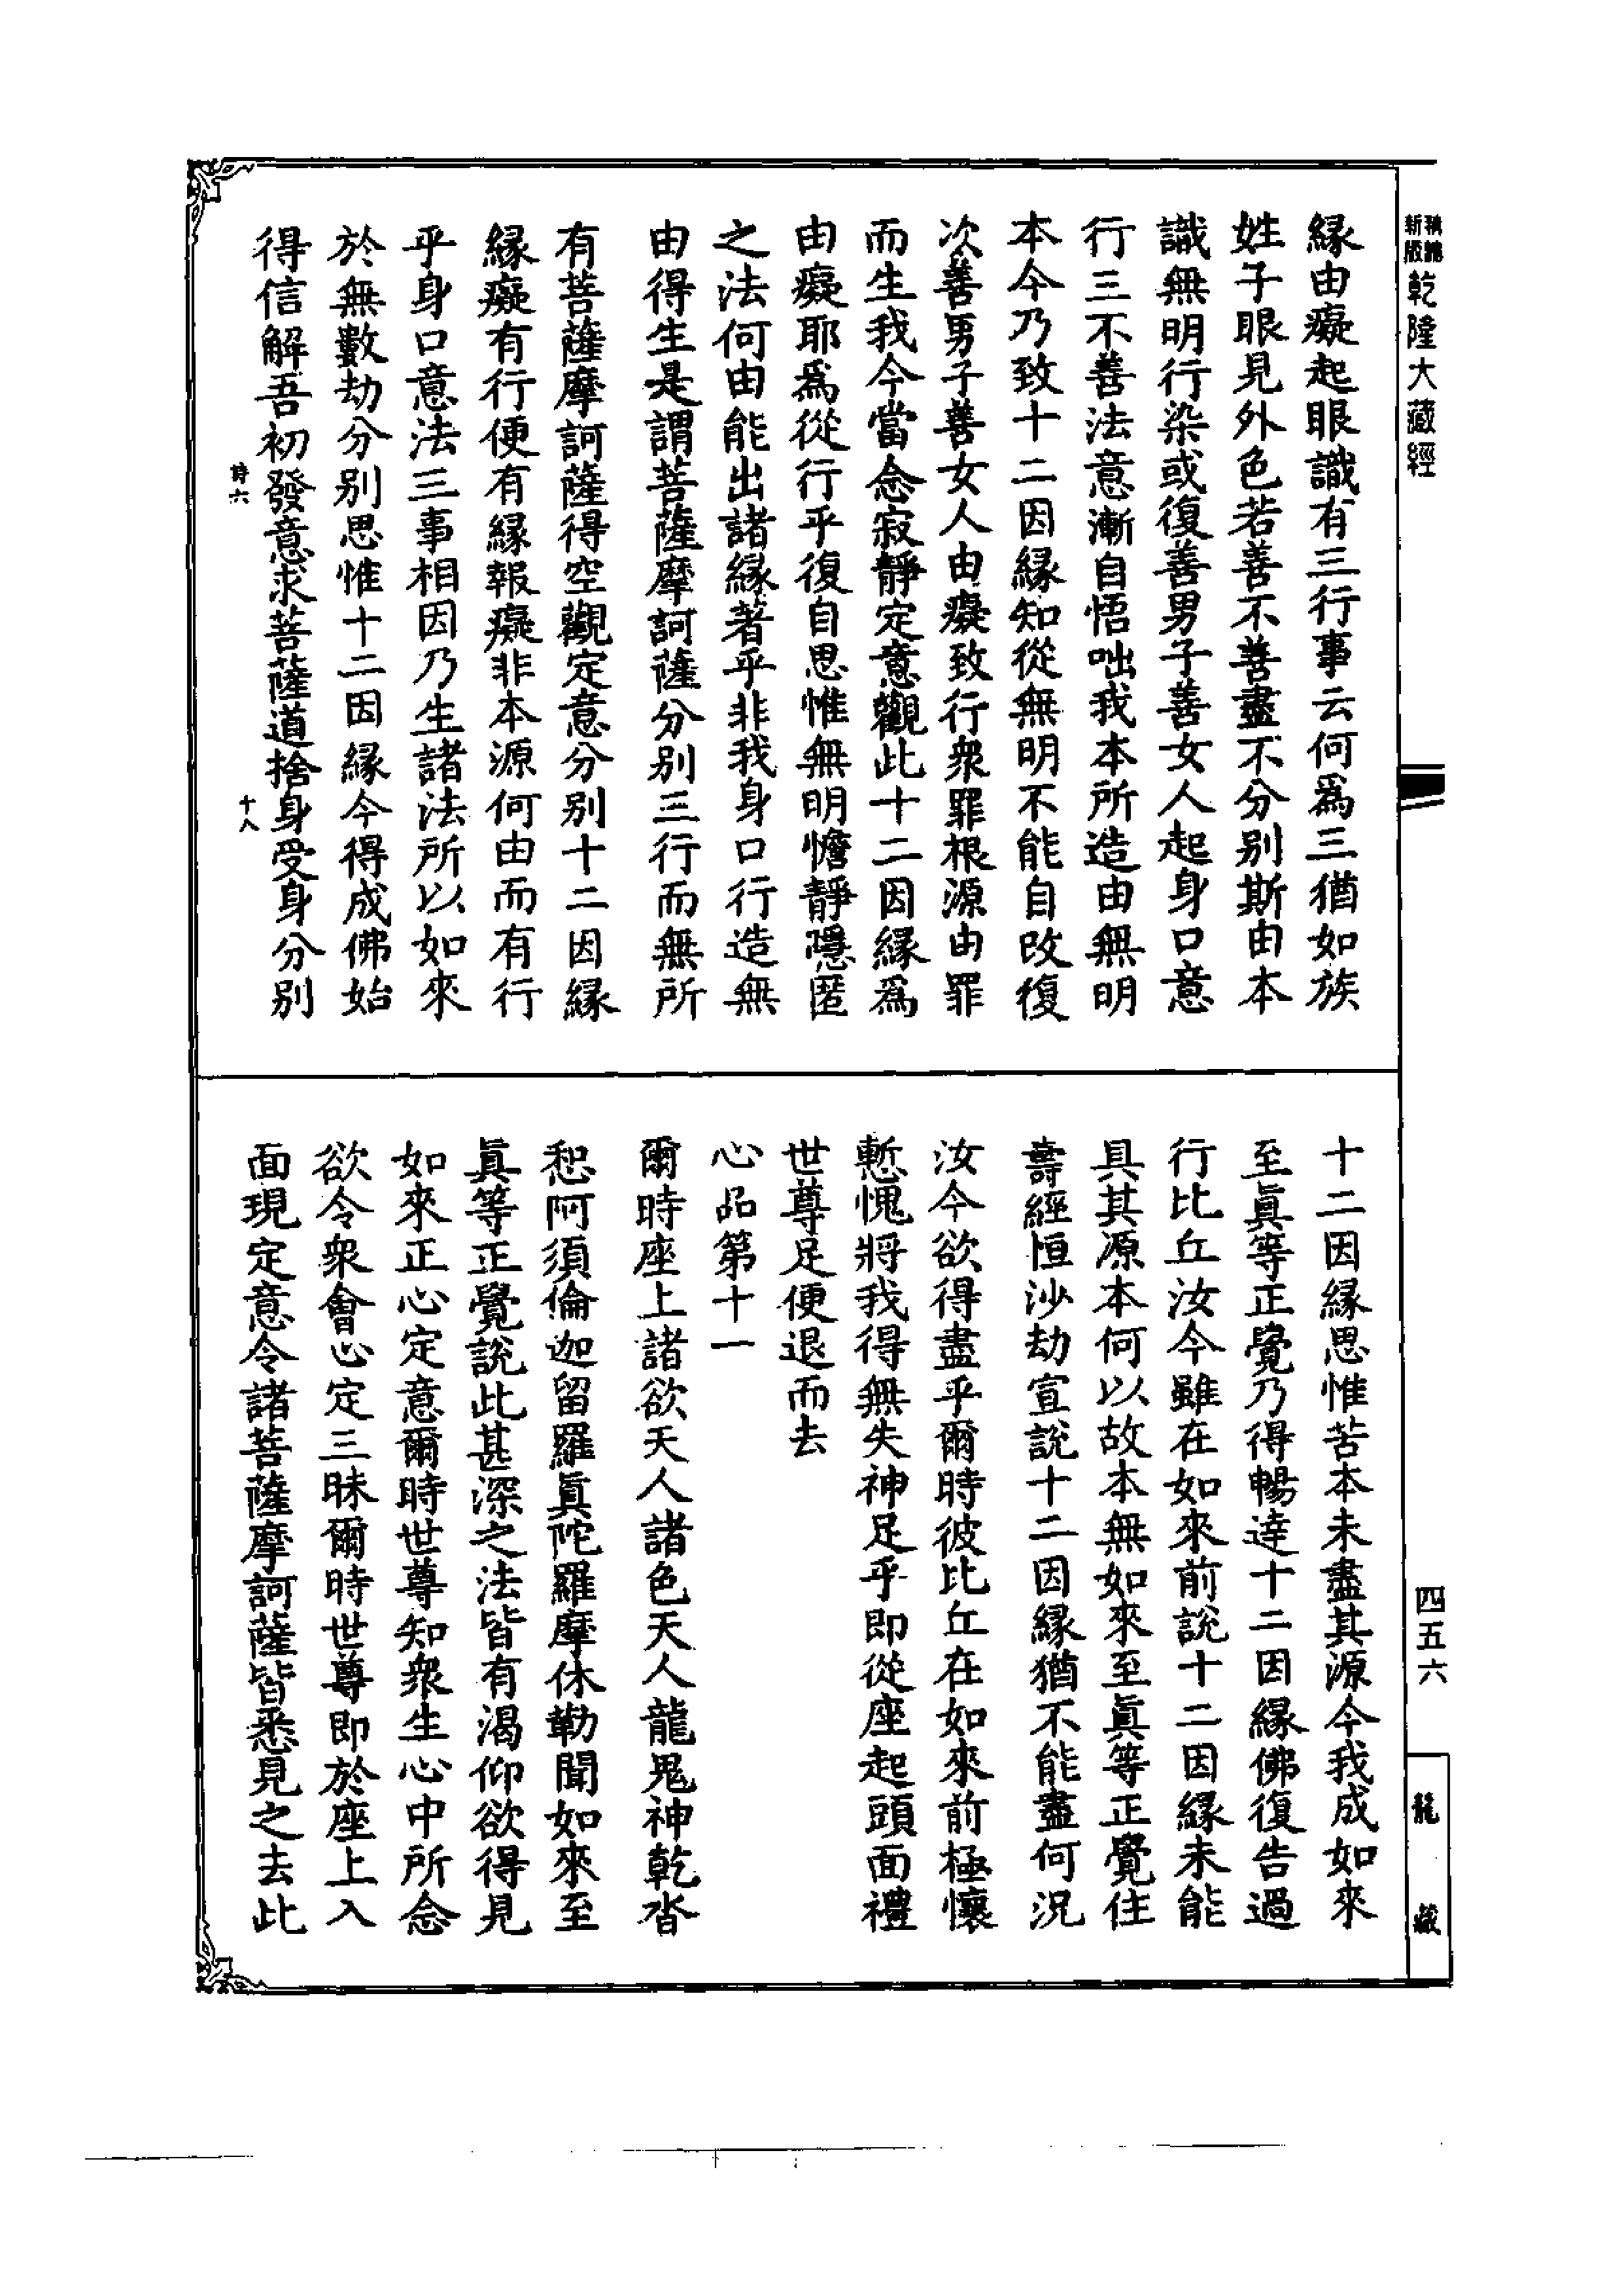 新版
乾隆大藏經
緣由癡起眼識有三行事云何爲三猶如族
姓子眼見外色若善不善盡不分別斯由本
識無明行染或復善男子善女人起身口意
行三不善法意漸自悟咄我本所造由無明
本今乃致十二因緣知從無明不能自改復
次善男子善女人由癡致行衆罪根源由罪
而生我今當念寂靜定意觀此十二因緣爲
由癡耶爲從行乎復自思惟無明憺靜隱匿
之法何由能出諸緣著乎非我身口行造無
由得生是謂菩薩摩訶薩分別三行而無所
有菩薩摩訶薩得空觀定意分別十二因緣
緣癡有行便有緣報癡非本源何由而有行
乎身口意法三事相因乃生諸法所以如來
於無數劫分別思惟十二因緣今得成佛始
得信解吾初發意求菩薩道捨身受身分別
詩六
十八
十二因緣思惟苦本未盡其源今我成如來
至眞等正覺乃得暢達十二因緣佛復告過
行比丘汝今雖在如來前說十二因緣未能
具其源本何以故本無如來至眞等正覺住
壽經恒沙劫宣說十二因緣猶不能盡何況
汝今欲得盡乎爾時彼比丘在如來前極懷
慙愧將我得無失神足乎即從座起頭面禮
世尊足便退而去
心品第十一
爾時座上諸欲天人諸色天人龍鬼神乾沓
惒阿須倫迦留羅眞陀羅摩休勒聞如來至
眞等正覺說此甚深之法皆有渴仰欲得見
如來正心定意爾時世尊知衆生心中所念
欲令衆會心定三昧爾時世尊即於座上入
面現定意令諸菩薩摩訶薩皆悉見之去此
四五六
龍藏